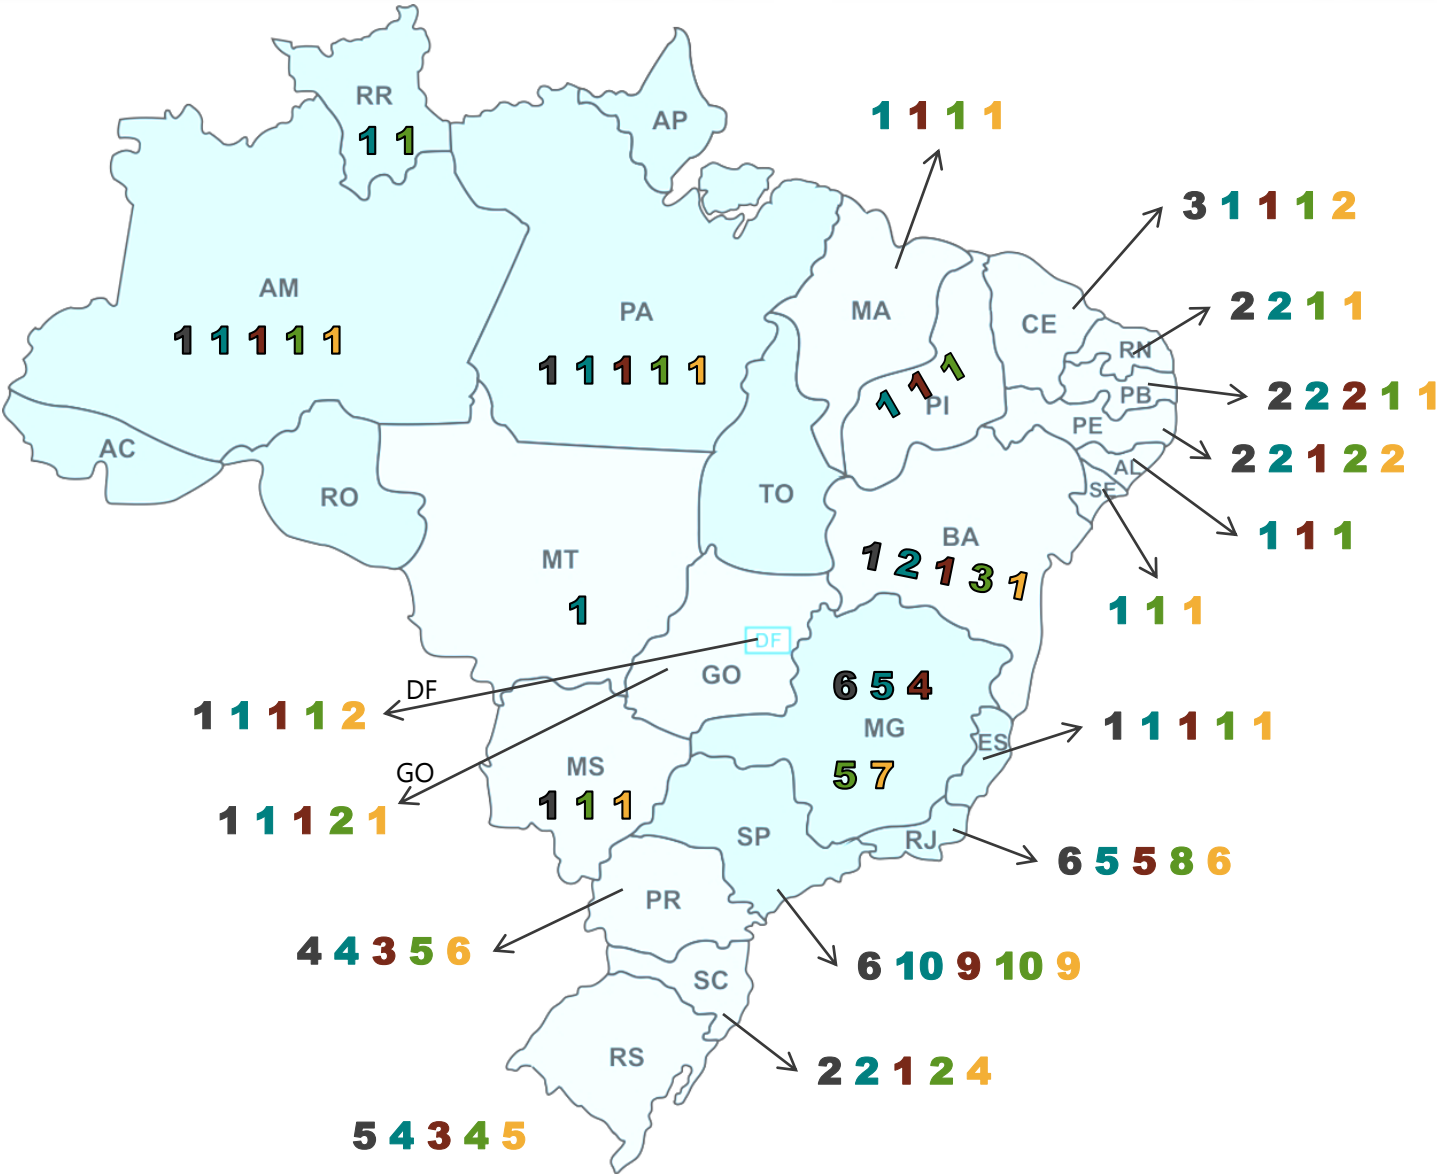 RR
1 1
AP
1 1 1 1
3 1 1 1 2
AM
1 1 1 1 1
PA
1 1 1 1 1
MA
CE
2 2 1 1
RN
1 1 1
PI
PB
2 2 2 1 1
PE
2 2 1 2 2
AC
AL
SE
RO
TO
1 1 1
BA
1 2 1 3 1
MT
1
1 1 1
DF
GO
6 5 4
MG
5 7
DF
1 1 1 1 2
ES
1 1 1 1 1
GO
1 1 1 2 1
MS
1 1 1
SP
RJ
6 5 5 8 6
PR
4 4 3 5 6
6 10 9 10 9
SC
RS
2 2 1 2 4
5 4 3 4 5